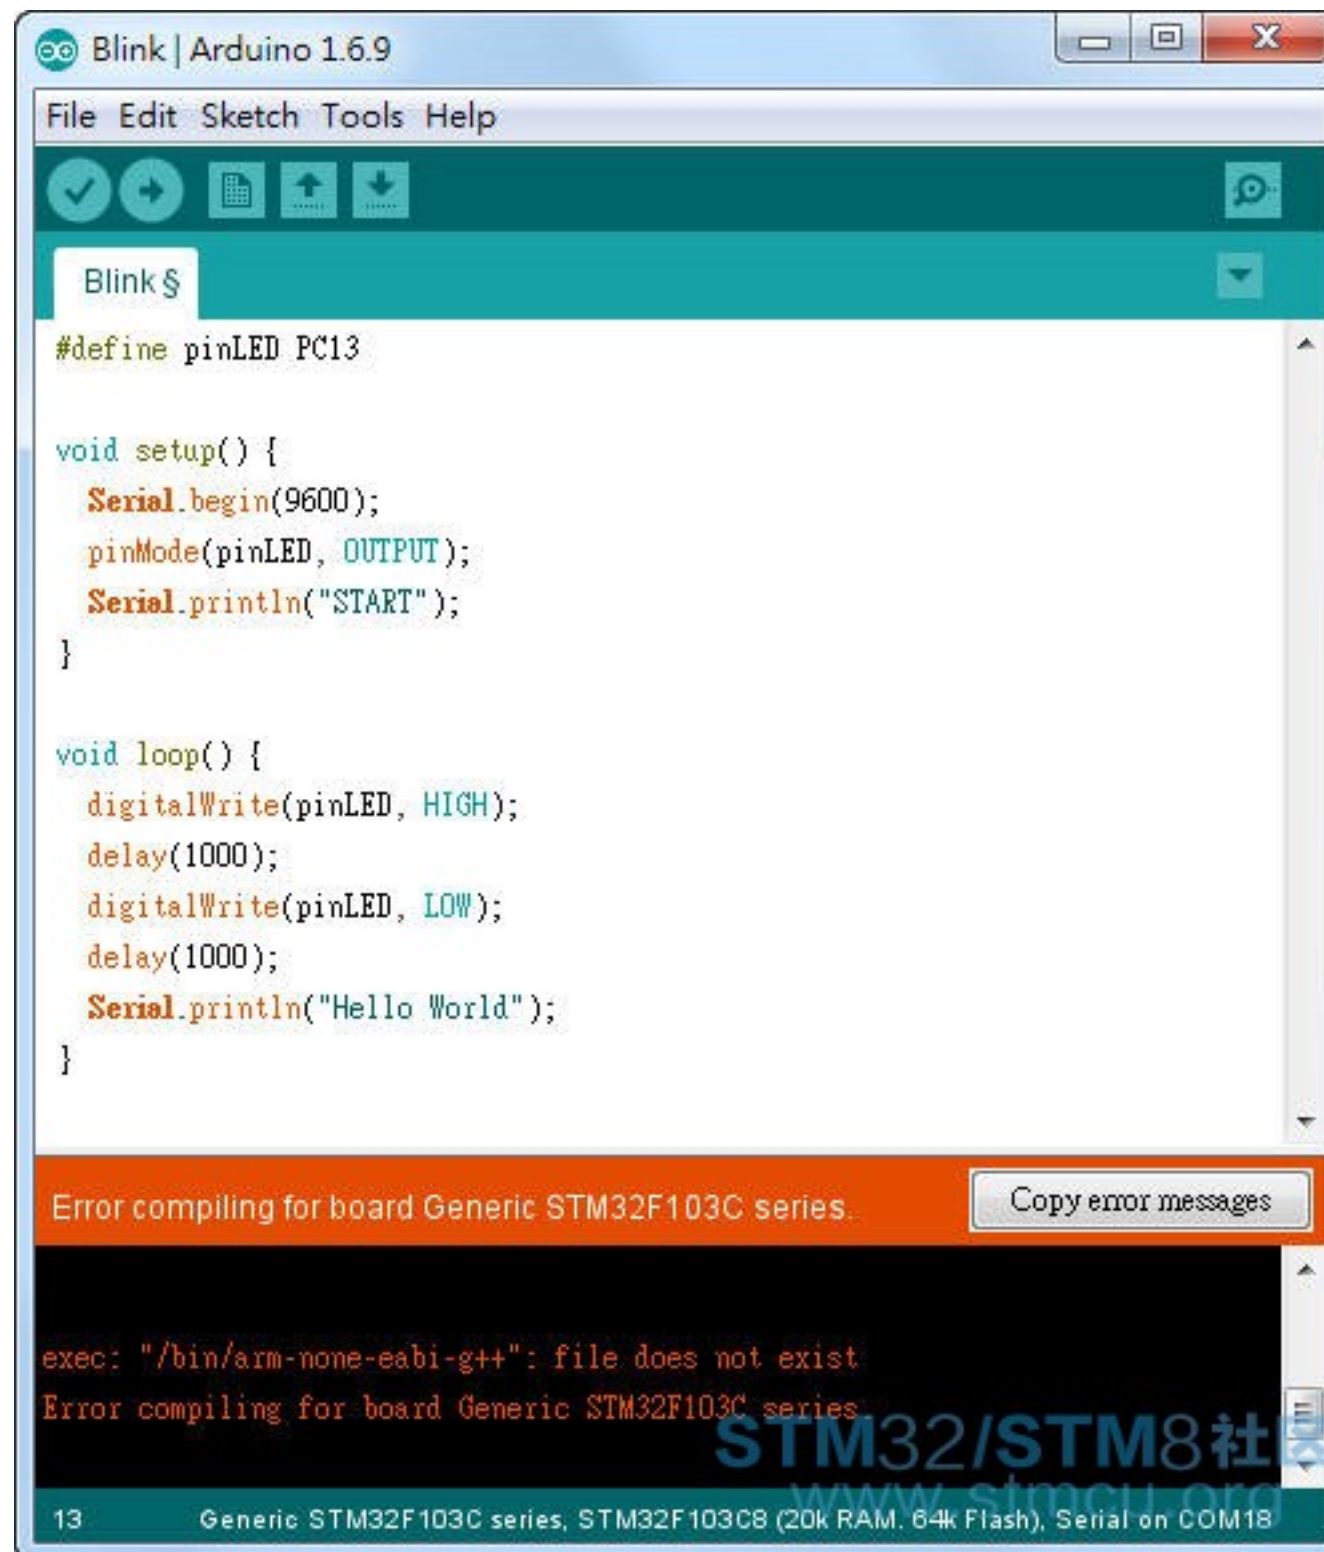 Blink | Arduino 1.6.9
File Edit Sketch Tools Help
Blink §
#define pinLED PC13
void setup() {
  Serial.begin(9600);
  pinMode(pinLED, OUTPUT);
  Serial.println("START");
}
void loop() {
  digitalWrite(pinLED, HIGH);
  delay(1000);
  digitalWrite(pinLED, LOW);
  delay(1000);
  Serial.println("Hello World");
}
Error compiling for board Generic STM32F103C series.
Copy error messages
exec: "/bin/arm-none-eabi-g++": file does not exist
Error compiling for board Generic STM32F103C series.
STM32/STM8社区
www.stmcu.org
13 Generic STM32F103C series, STM32F103C8 (20k RAM. 64k Flash), Serial on COM18